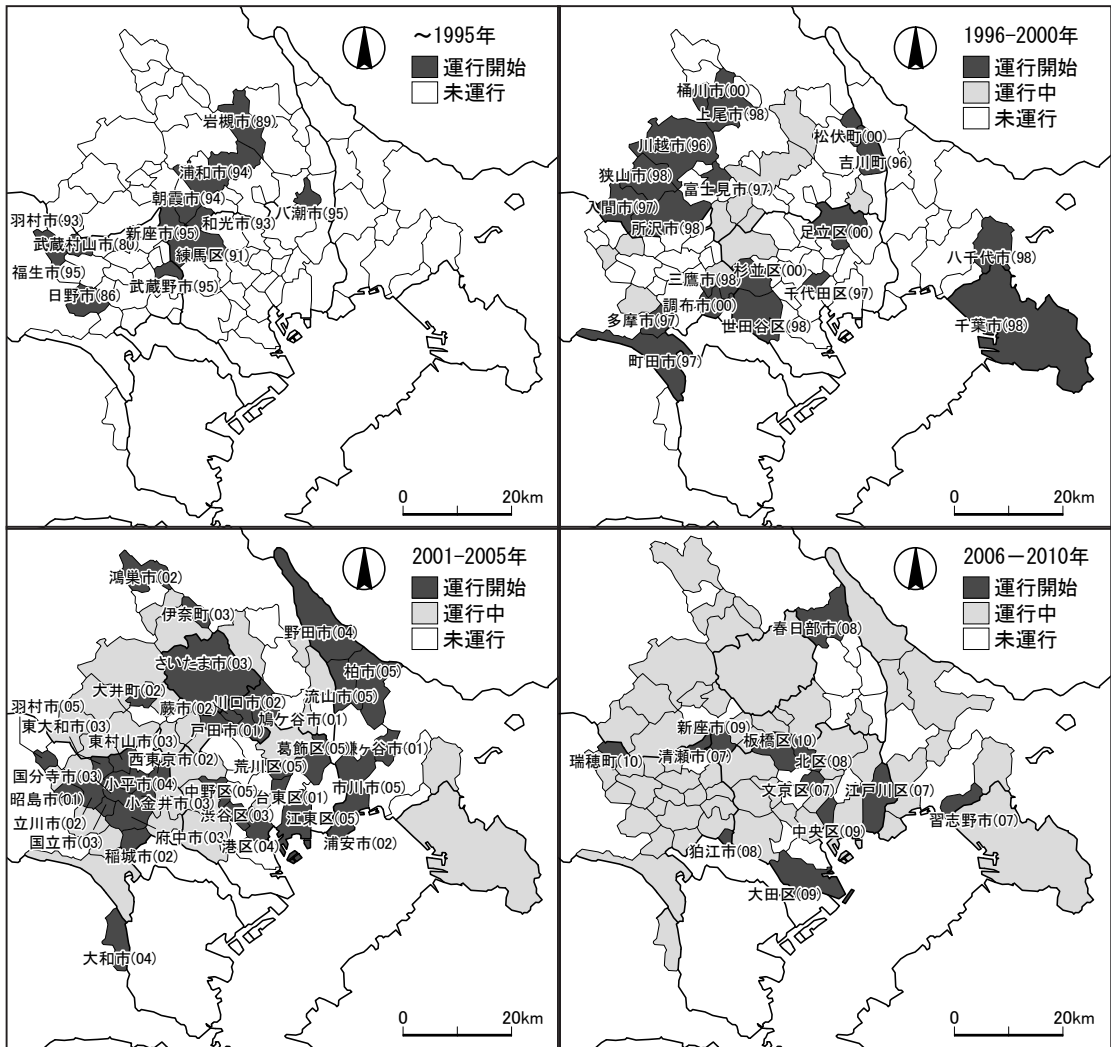 ～1995年
運行開始
未運行
岩槻市(89)
浦和市(94)
朝霞市(94)
八潮市(95)
羽村市(93)
和光市(93)
新座市(95)
武蔵村山市(80)
練馬区(91)
福生市(95)
武蔵野市(95)
日野市(86)
0 20km
1996-2000年
運行開始
運行中
未運行
桶川市(00)
上尾市(98)
松伏町(00)
川越市(96)
吉川町(96)
狭山市(98)
富士見市(97)
入間市(97)
所沢市(98)
足立区(00)
八千代市(98)
杉並区(00)
三鷹市(98)
千代田区(97)
調布市(00)
多摩市(97)
世田谷区(98)
千葉市(98)
町田市(97)
0 20km
2001-2005年
運行開始
運行中
未運行
鴻巣市(02)
伊奈町(03)
野田市(04)
さいたま市(03)
柏市(05)
大井町(02)
流山市(05)
羽村市(05)
蕨市(02)
川口市(02)
鳩ケ谷市(01)
東大和市(03)
戸田市(01)
東村山市(03)
葛飾区(05)
鎌ヶ谷市(01)
西東京市(02)
荒川区(05)
国分寺市(03)
小平市(04)
中野区(05)
市川市(05)
昭島市(01)
小金井市(03)
台東区(01)
渋谷区(03)
立川市(02)
江東区(05)
府中市(03)
国立市(03)
港区(04)
浦安市(02)
稲城市(02)
大和市(04)
0 20km
2006－2010年
運行開始
運行中
未運行
春日部市(08)
新座市(09)
板橋区(10)
瑞穂町(10)
清瀬市(07)
北区(08)
文京区(07)
江戸川区(07)
中央区(09)
習志野市(07)
狛江市(08)
大田区(09)
0 20km